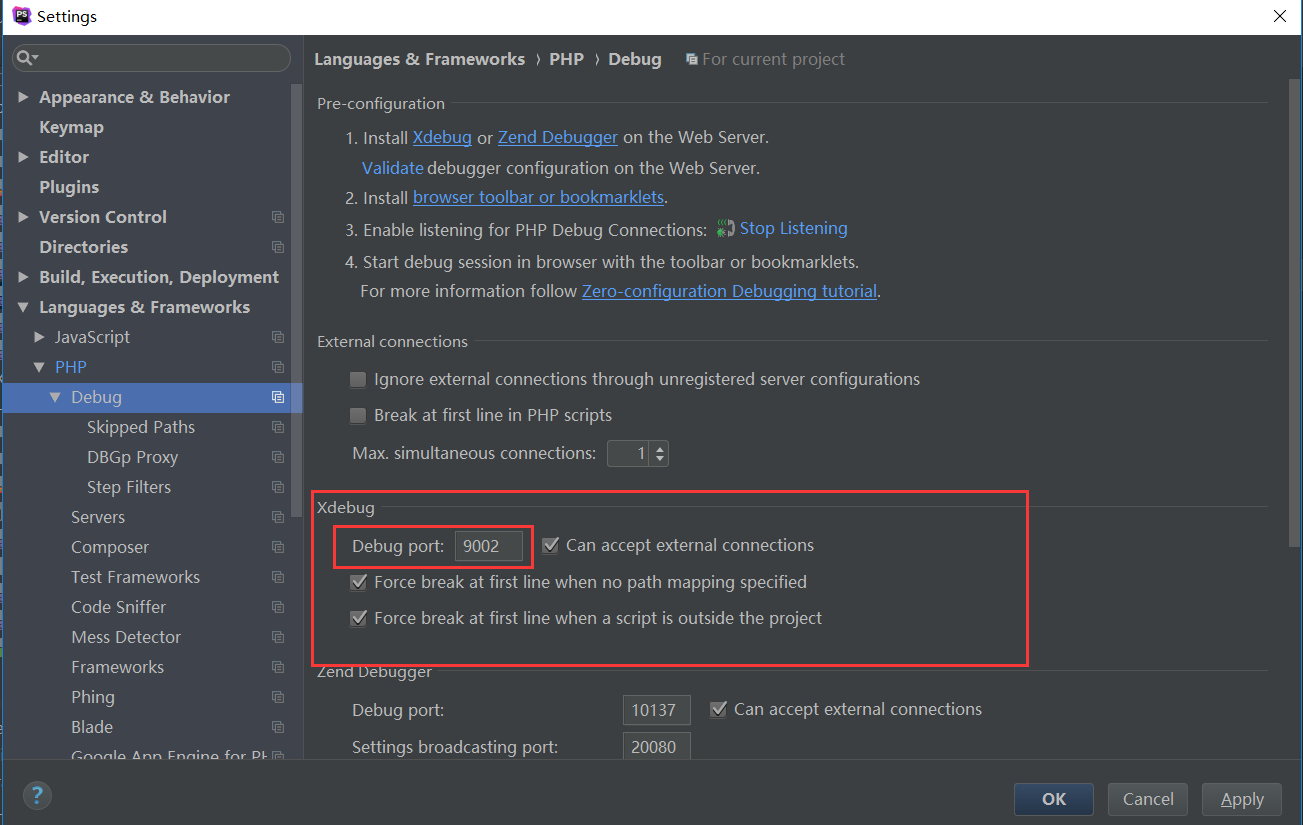 PS Settings
Languages & Frameworks › PHP › Debug For current project
Appearance & Behavior
Keymap
Editor
Plugins
Version Control
Directories
Build, Execution, Deployment
Languages & Frameworks
JavaScript
PHP
Debug
Skipped Paths
DBGp Proxy
Step Filters
Servers
Composer
Test Frameworks
Code Sniffer
Mess Detector
Frameworks
Phing
Blade
Google App Engine for PH
Pre-configuration
1. Install Xdebug or Zend Debugger on the Web Server.
Validate debugger configuration on the Web Server.
2. Install browser toolbar or bookmarklets.
3. Enable listening for PHP Debug Connections: Stop Listening
4. Start debug session in browser with the toolbar or bookmarklets.
For more information follow Zero-configuration Debugging tutorial.
External connections
Ignore external connections through unregistered server configurations
Break at first line in PHP scripts
Max. simultaneous connections: 1
Xdebug
Debug port: 9002 Can accept external connections
Force break at first line when no path mapping specified
Force break at first line when a script is outside the project
Zend Debugger
Debug port: 10137 Can accept external connections
Settings broadcasting port: 20080
?
OK Cancel Apply